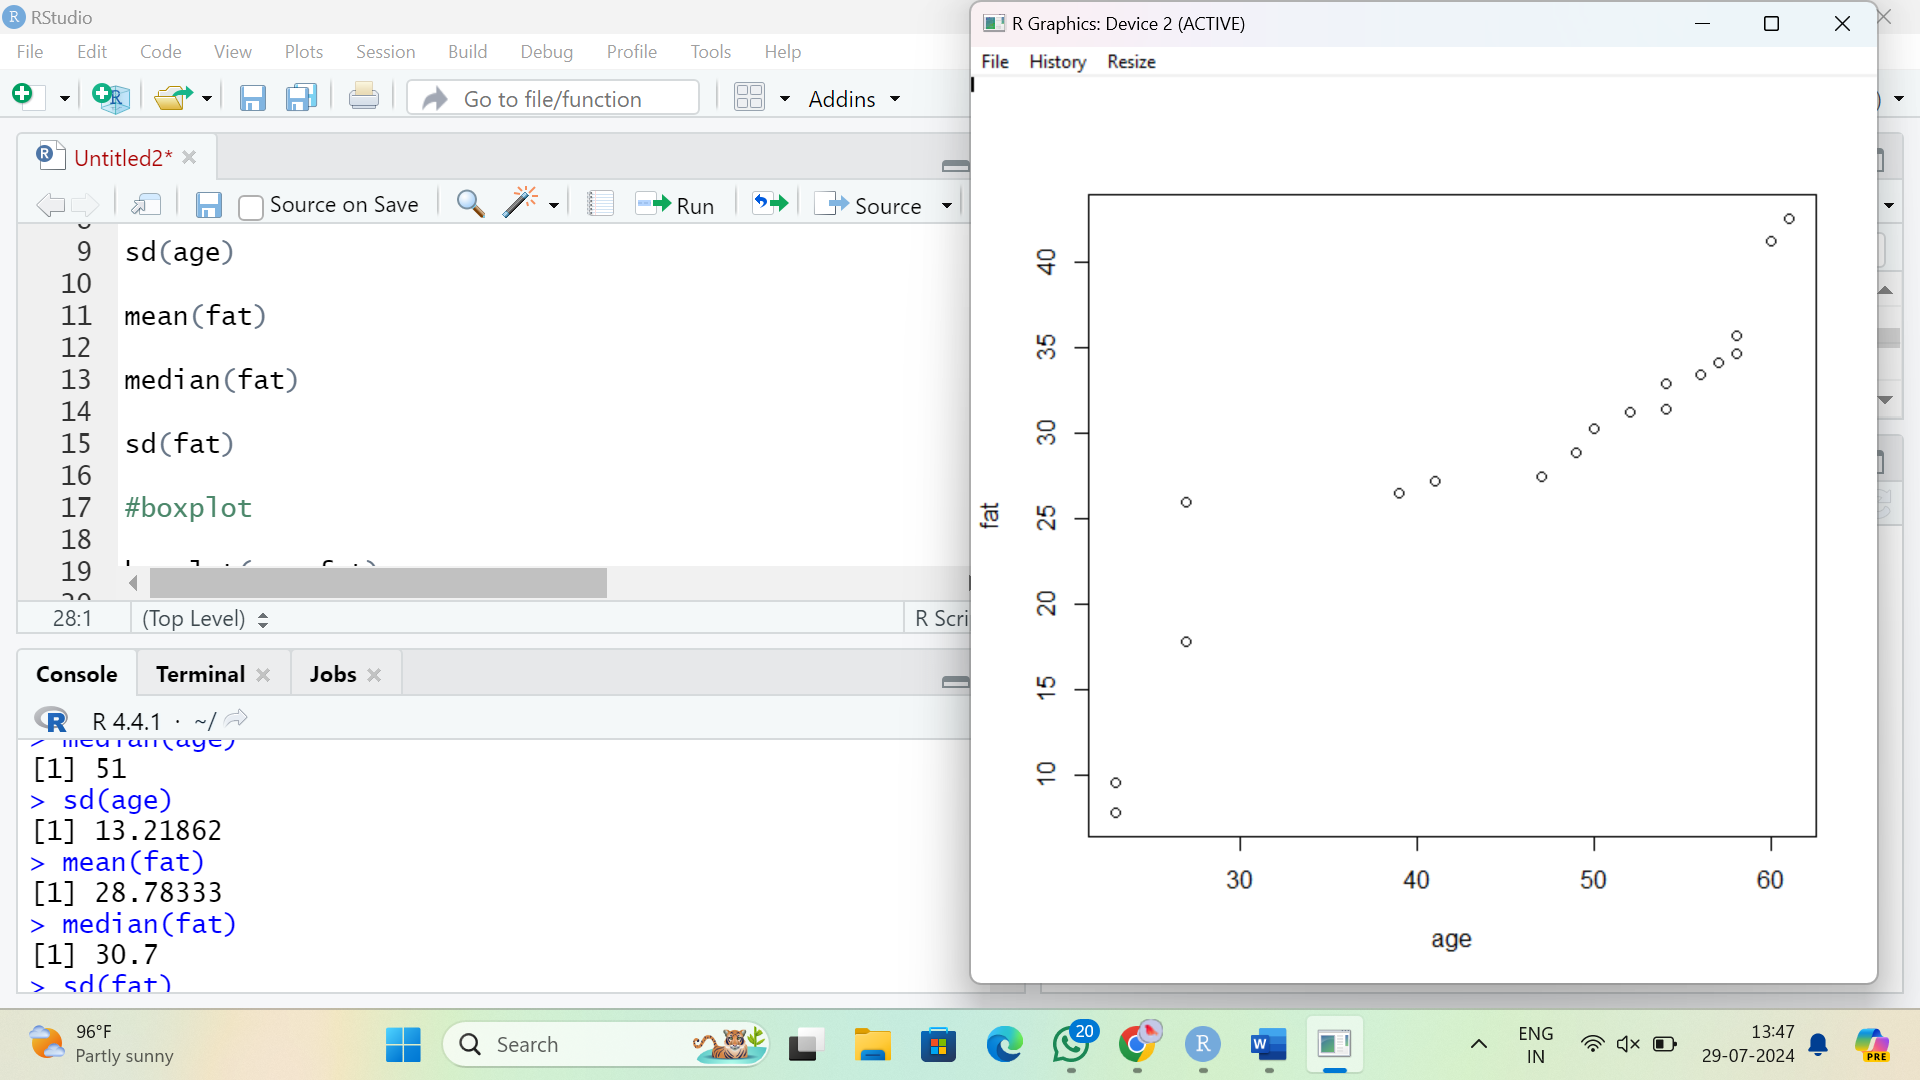 RStudio
File Edit Code View Plots Session Build Debug Profile Tools Help
Go to file/function
Addins
Untitled2*
Source on Save
Run
Source
9 sd(age)
10
11 mean(fat)
12
13 median(fat)
14
15 sd(fat)
16
17 #boxplot
18
19
28:1 (Top Level) R Scri
Console Terminal Jobs
R 4.4.1 · ~/
> median(age)
[1] 51
> sd(age)
[1] 13.21862
> mean(fat)
[1] 28.78333
> median(fat)
[1] 30.7
> sd(fat)
R Graphics: Device 2 (ACTIVE)
File History Resize
40
35
30
25
20
15
10
fat
30 40 50 60
age
96°F
Partly sunny
Search
20
ENG
IN
13:47
29-07-2024
PRE